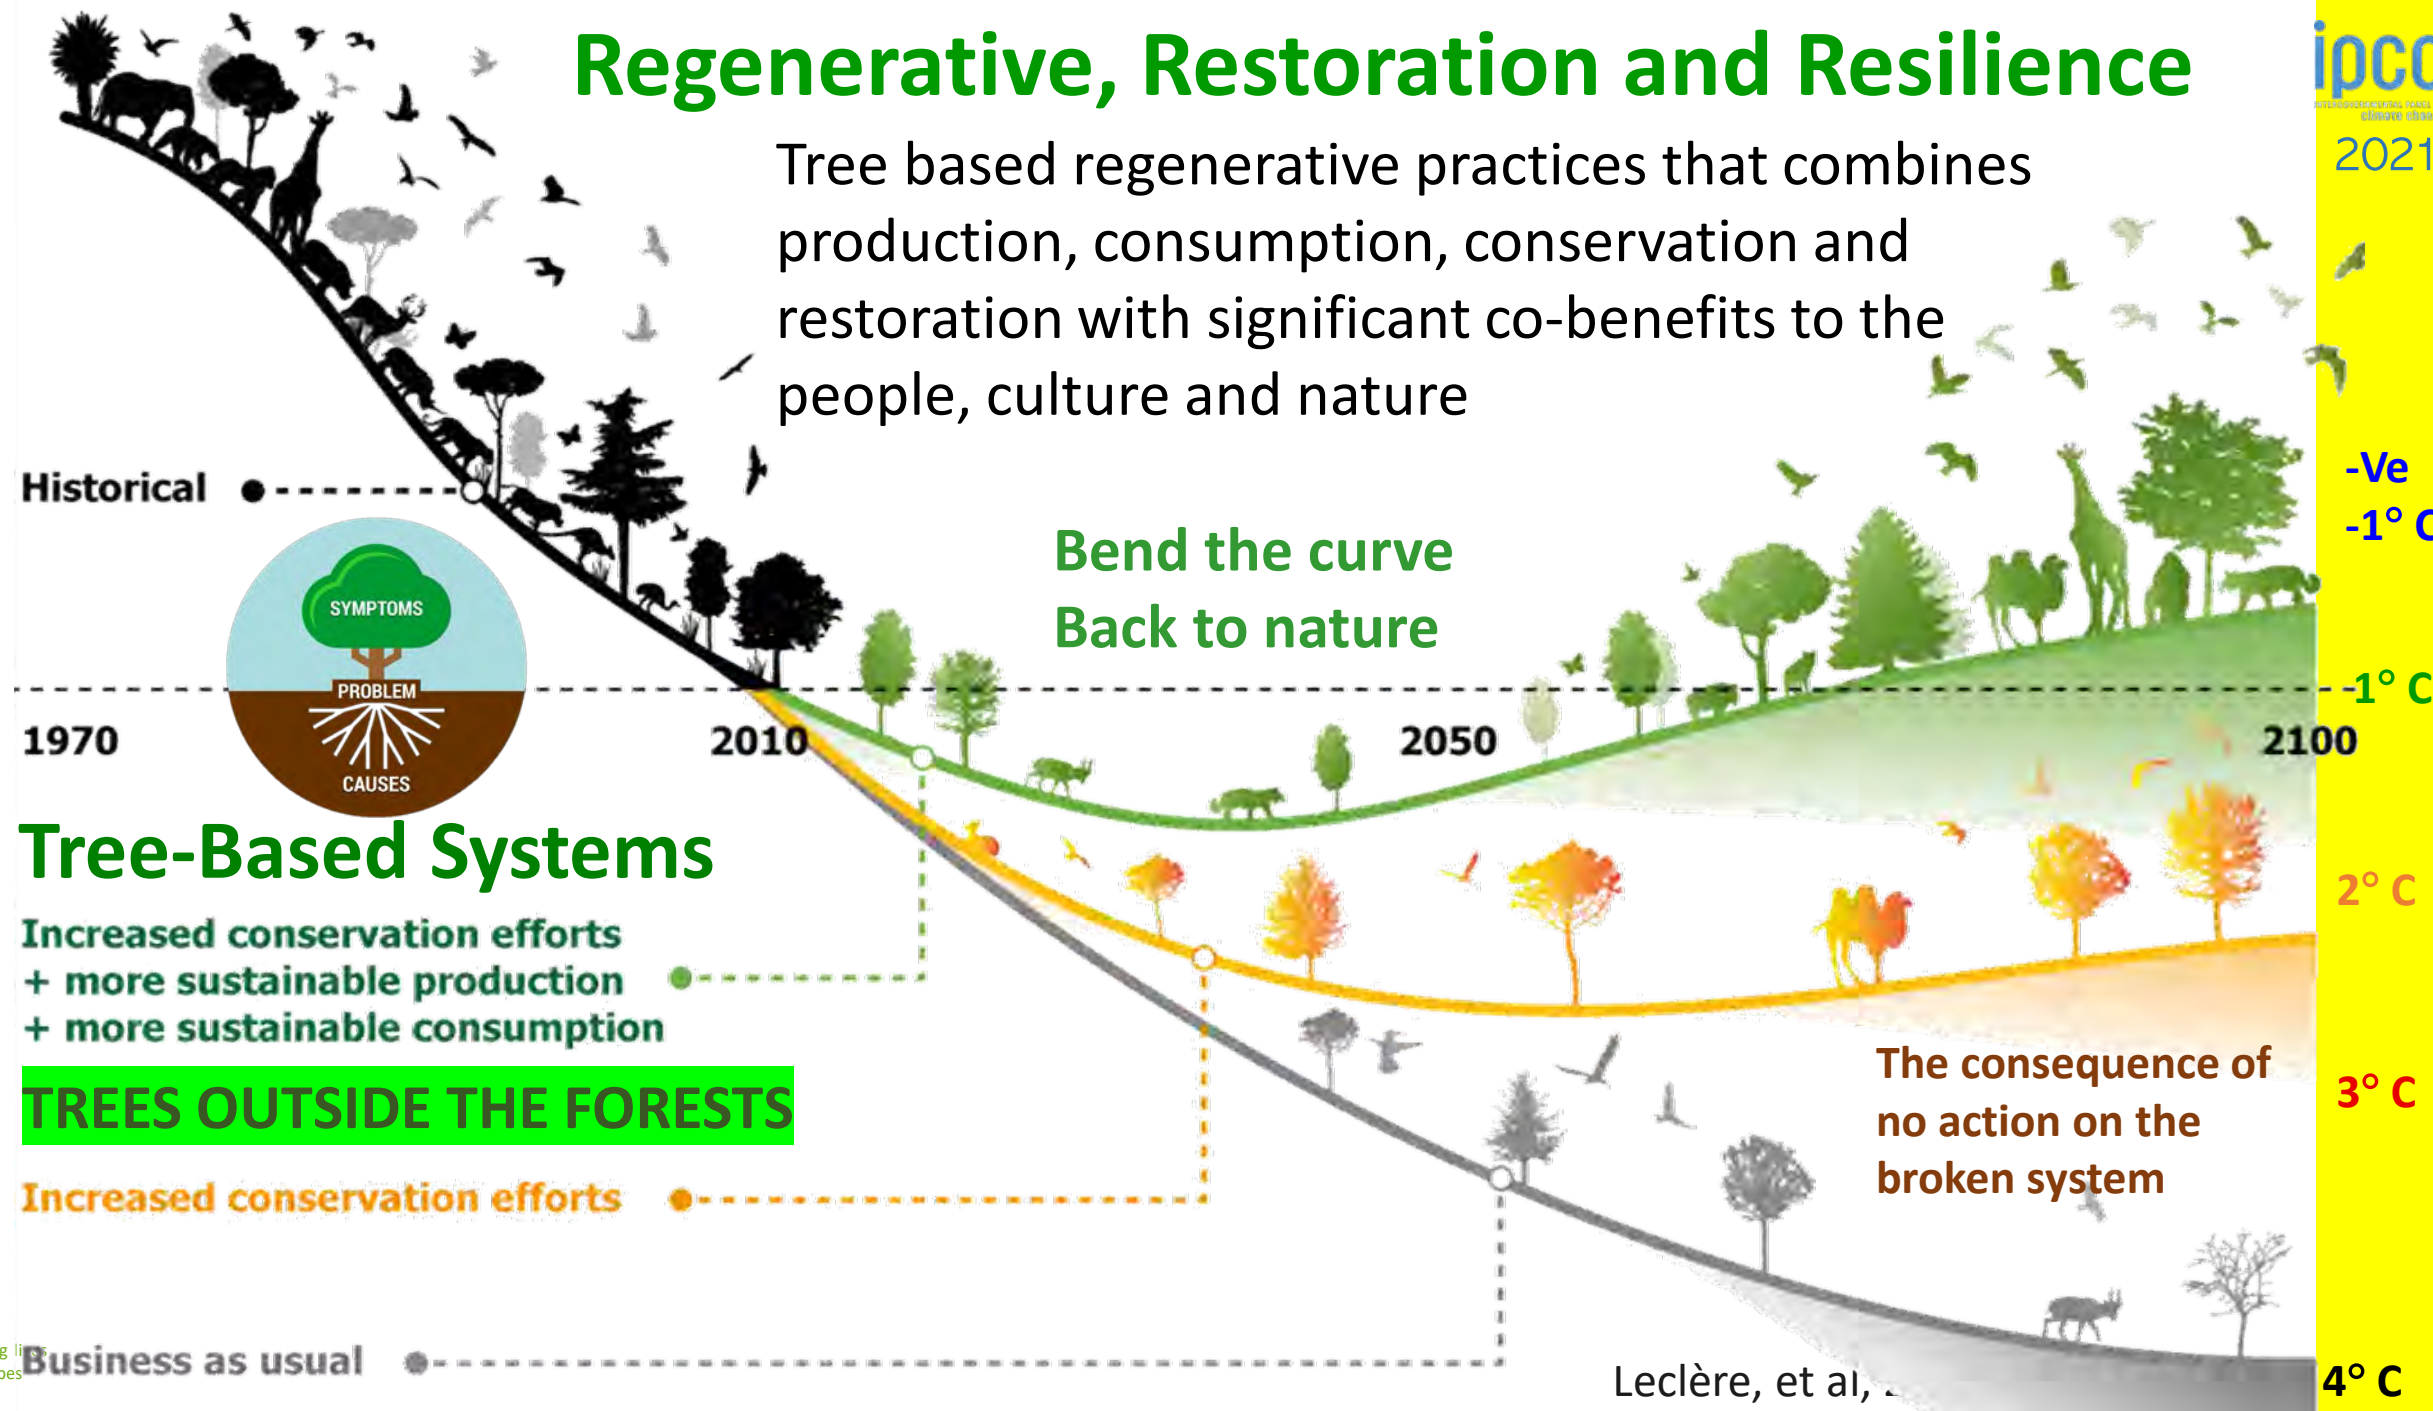 Regenerative, Restoration and Resilience
ipcc
INTERGOVERNMENTAL PANEL
climate chan
2021
Tree based regenerative practices that combines
production, consumption, conservation and
restoration with significant co-benefits to the
people, culture and nature
-Ve
-1° C
Historical
Bend the curve
Back to nature
SYMPTOMS
PROBLEM
CAUSES
1° C
1970
2010
2050
2100
Tree-Based Systems
2° C
Increased conservation efforts
+ more sustainable production
+ more sustainable consumption
The consequence of
no action on the
broken system
3° C
TREES OUTSIDE THE FORESTS
Increased conservation efforts
Business as usual
Leclère, et al,
4° C